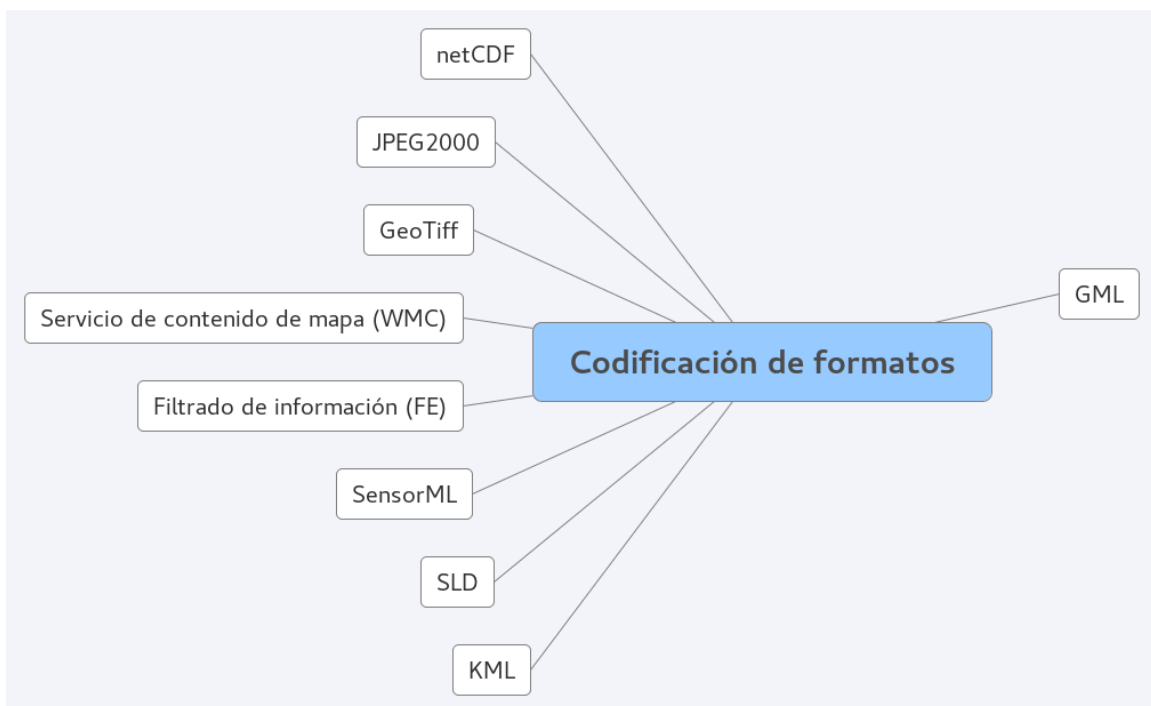 netCDF
JPEG2000
GeoTiff
Servicio de contenido de mapa (WMC)
Filtrado de información (FE)
SensorML
SLD
KML
Codificación de formatos
GML